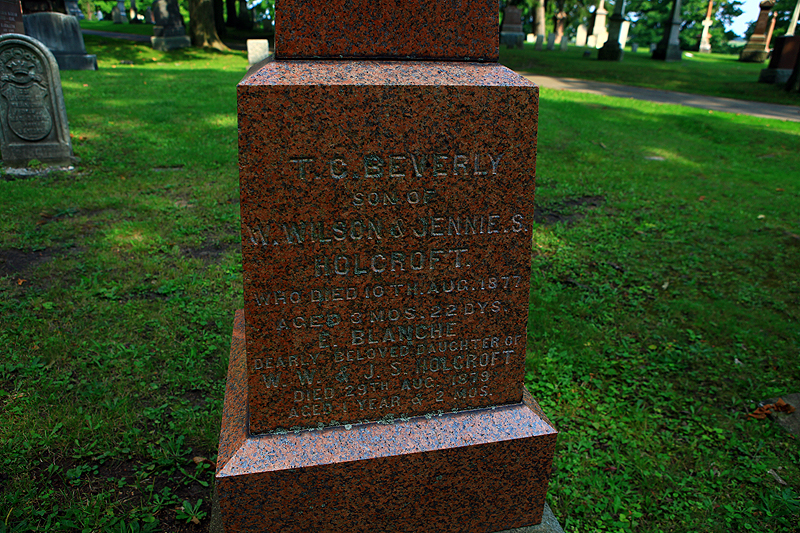 T. C. BEVERLY
SON OF
W. WILSON & JENNIE. S.
HOLCROFT.
WHO DIED 10TH AUG. 1877
AGED 8 MOS. 22 DYS.
E. BLANCHE
DEARLY BELOVED DAUGHTER OF
W. W. & J. S. HOLCROFT
DIED 29TH AUG. 1879
AGED 1 YEAR & 2 MOS.